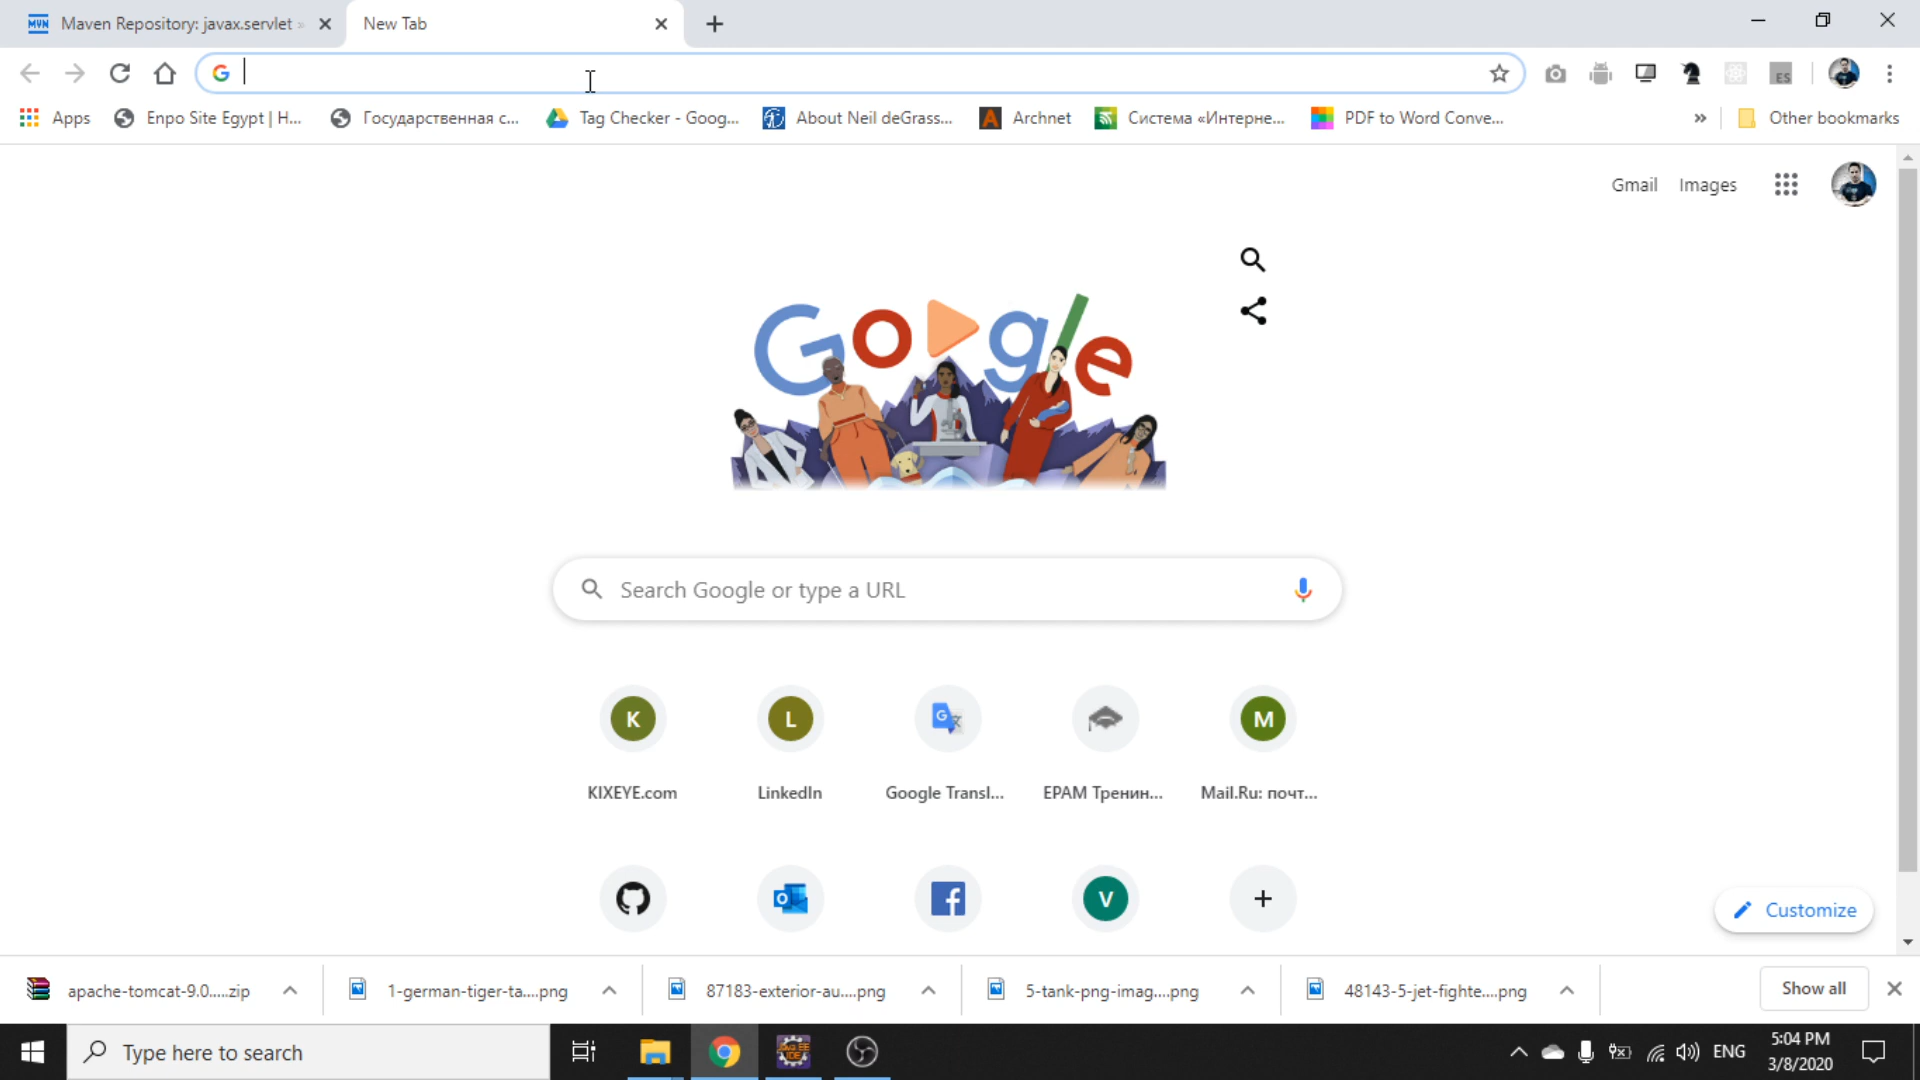 Maven Repository: javax.servlet »
New Tab
ES
Apps
Enpo Site Egypt | H...
Государственная с...
Tag Checker - Goog...
About Neil deGrass...
Archnet
Система «Интерне...
PDF to Word Conve...
»
Other bookmarks
Gmail
Images
Google
Search Google or type a URL
K
L
M
KIXEYE.com
LinkedIn
Google Transl...
EPAM Тренин...
Mail.Ru: почт...
V
Customize
apache-tomcat-9.0.....zip
1-german-tiger-ta....png
87183-exterior-au....png
5-tank-png-imag....png
48143-5-jet-fighte....png
Show all
Type here to search
ENG
5:04 PM
3/8/2020